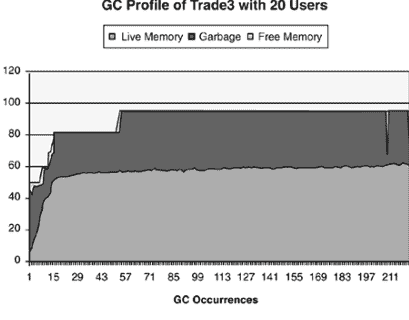 GC Profile of Trade3 with 20 Users
Live Memory Garbage Free Memory
120
100
80
60
40
20
0
1 15 29 43 57 71 85 99 113 127 141 155 169 183 197 211
GC Occurrences